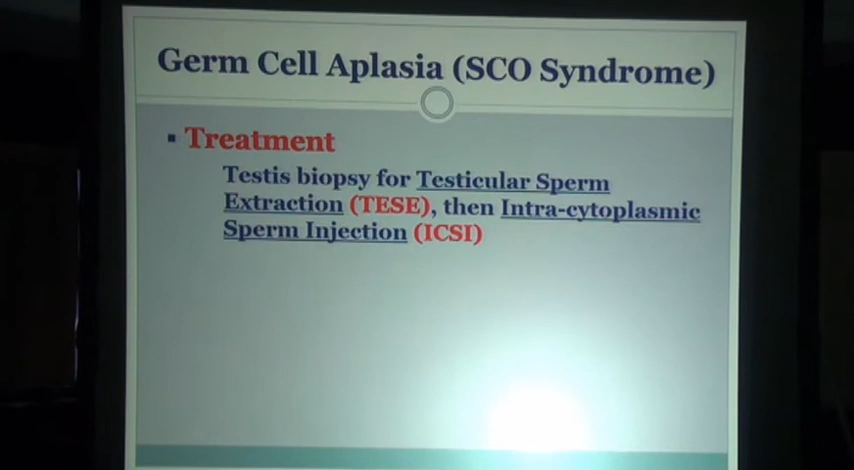 Germ Cell Aplasia (SCO Syndrome)
▪ Treatment
Testis biopsy for Testicular Sperm
Extraction (TESE), then Intra-cytoplasmic
Sperm Injection (ICSI)